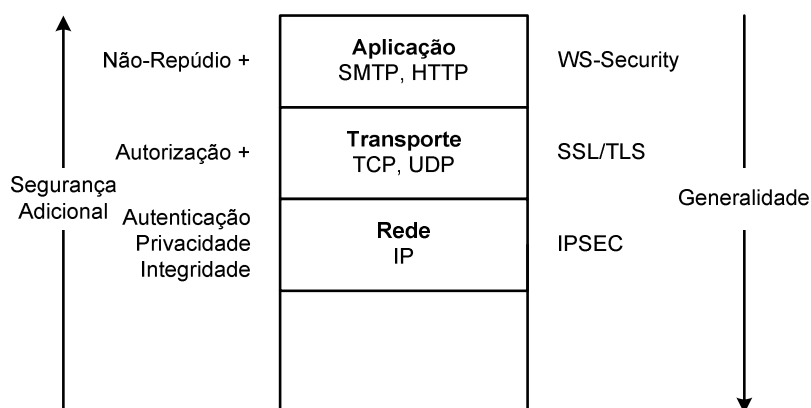 Aplicação
Não-Repúdio +
SMTP, HTTP
WS-Security
Transporte
Autorização +
TCP, UDP
SSL/TLS
Segurança
Adicional
Generalidade
Autenticação
Privacidade
Integridade
Rede
IP
IPSEC